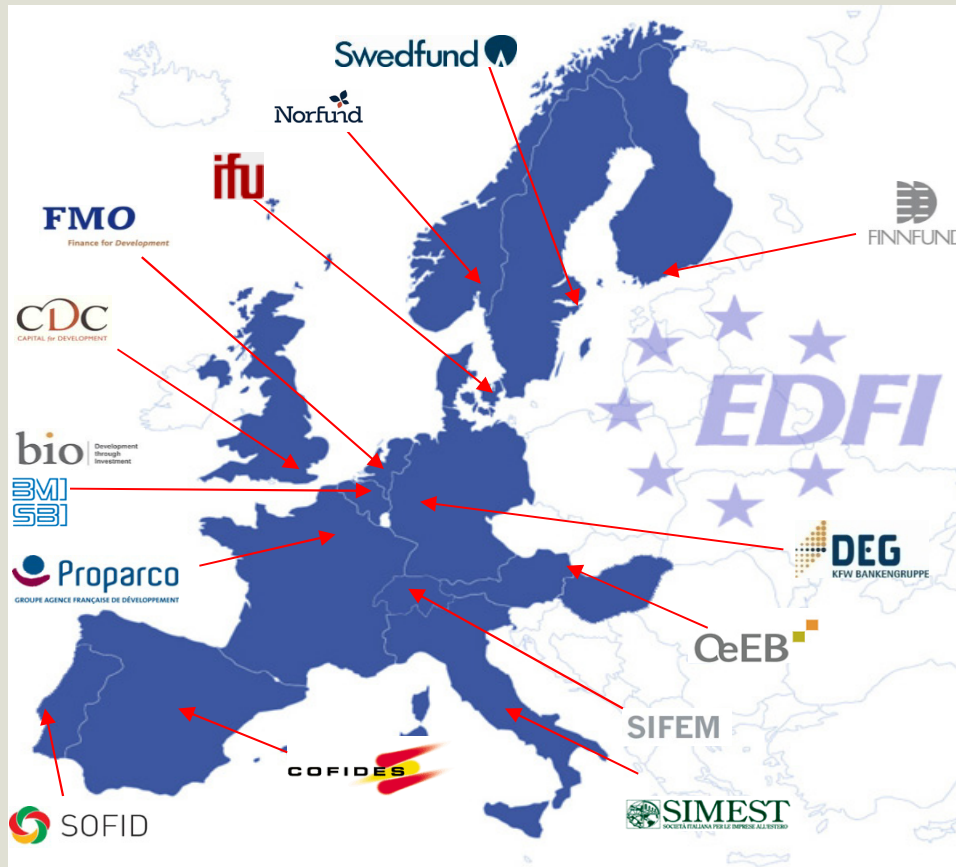 Swedfund
Norfund
ifu
FMO
Finance for Development
FINNFUND
CDC
CAPITAL for DEVELOPMENT
EDFI
bio
Development
through
Investment
BMI
SBI
DEG
KFW BANKENGRUPPE
Proparco
GROUPE AGENCE FRANÇAISE DE DÉVELOPPEMENT
OeEB
SIFEM
COFIDES
SIMEST
SOCIETÀ ITALIANA PER LE IMPRESE ALL'ESTERO
SOFID